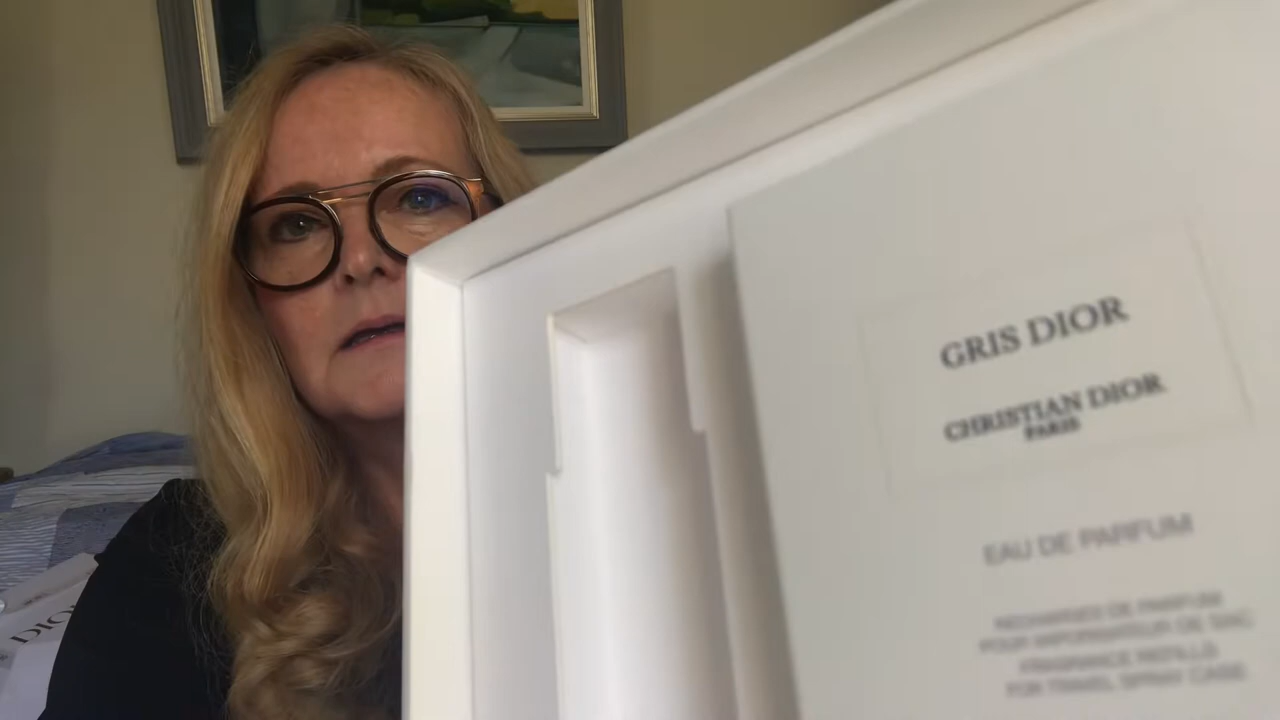 GRIS DIOR
CHRISTIAN DIOR
PARIS
EAU DE PARFUM
RECHARGES DE PARFUM
POUR VAPORISATEUR DE SAC
FRAGRANCE REFILLS
FOR TRAVEL SPRAY CASE
DIO